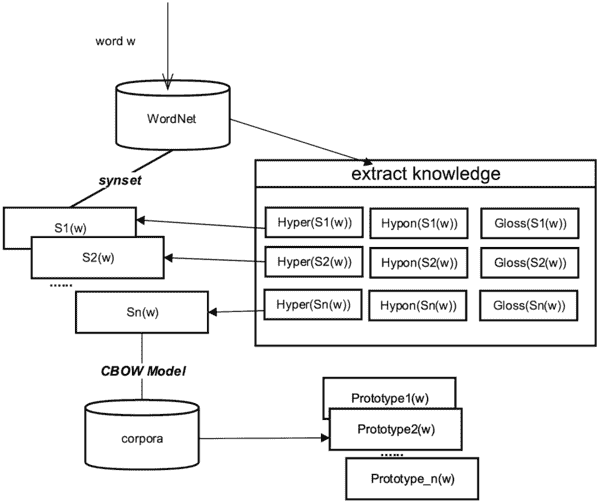 word w
WordNet
synset
extract knowledge
S1(w)
Hyper(S1(w))
Hypon(S1(w))
Gloss(S1(w))
S2(w)
Hyper(S2(w))
Hypon(S2(w))
Gloss(S2(w))
......
Sn(w)
Hyper(Sn(w))
Hypon(Sn(w))
Gloss(Sn(w))
CBOW Model
corpora
Prototype1(w)
Prototype2(w)
......
Prototype_n(w)